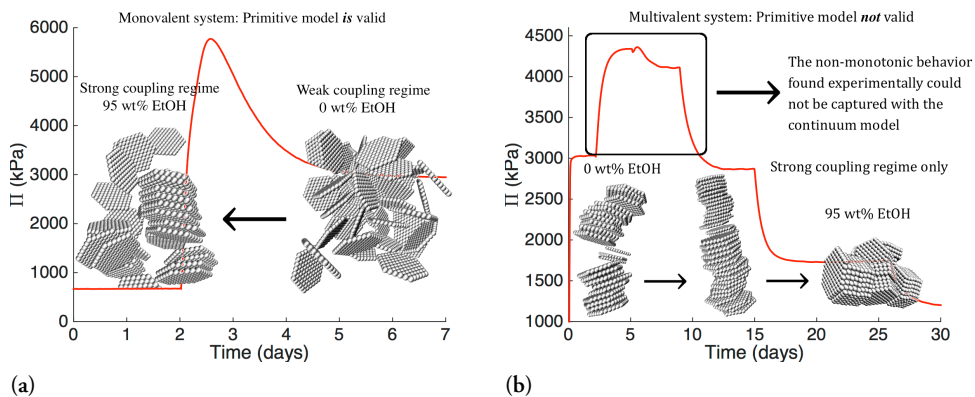 Monovalent system: Primitive model is valid
6000
5000
4000
3000
2000
1000
0
Π (kPa)
Strong coupling regime
95 wt% EtOH
Weak coupling regime
0 wt% EtOH
0 1 2 3 4 5 6 7
Time (days)
(a)
Multivalent system: Primitive model not valid
4500
4000
3500
3000
2500
2000
1500
1000
Π (kPa)
The non-monotonic behavior
found experimentally could
not be captured with the
continuum model
0 wt% EtOH
Strong coupling regime only
95 wt% EtOH
0 5 10 15 20 25 30
Time (days)
(b)